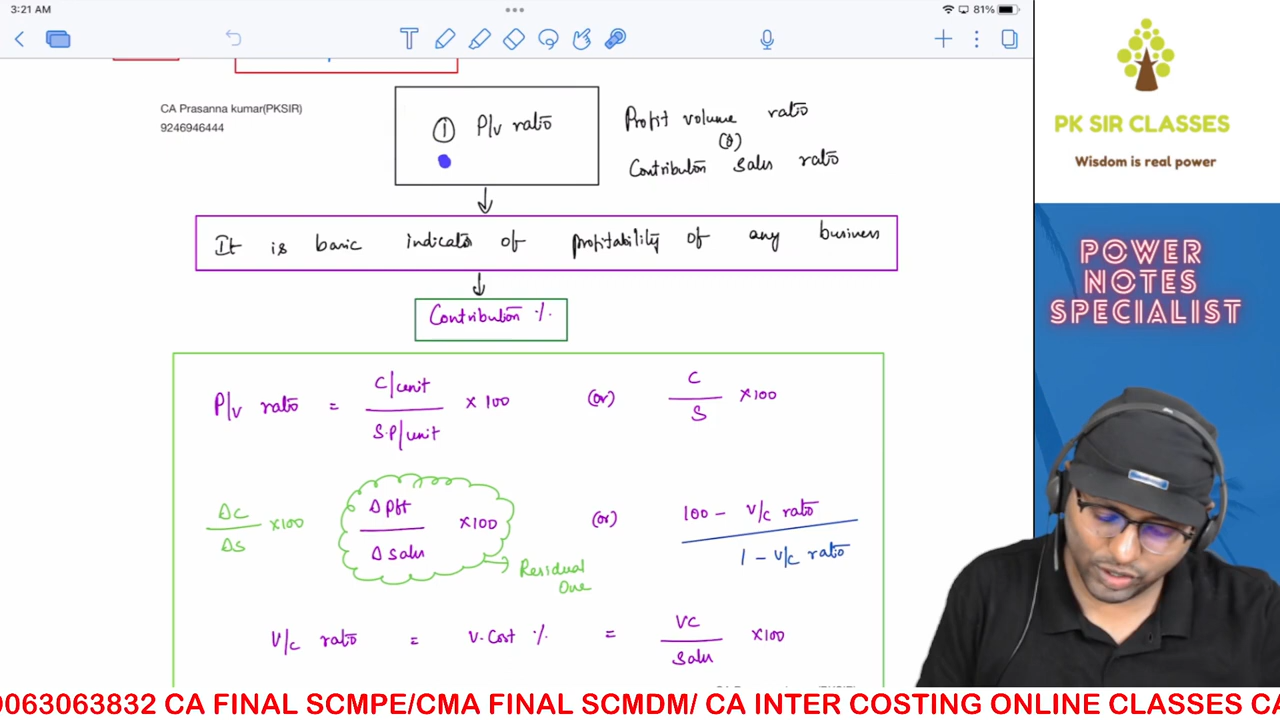 3:21 AM
81%
T
PK SIR CLASSES
Wisdom is real power
CA Prasanna kumar(PKSIR)
9246946444
① P/v ratio
Profit volume ratio
(or)
Contribution sales ratio
It is basic indicator of profitability of any business
Contribution %
P/v ratio = C/unit / S.P/unit × 100 (or) C / S ×100
ΔC / ΔS ×100 Δ Pft / Δ sales ×100 (or) 100 - v/c ratio
1 - v/c ratio
Residual
One
V/c ratio = v.cost % = VC / Sales ×100
POWER
NOTES
SPECIALIST
063063832 CA FINAL SCMPE/CMA FINAL SCMDM/ CA INTER COSTING ONLINE CLASSES CA